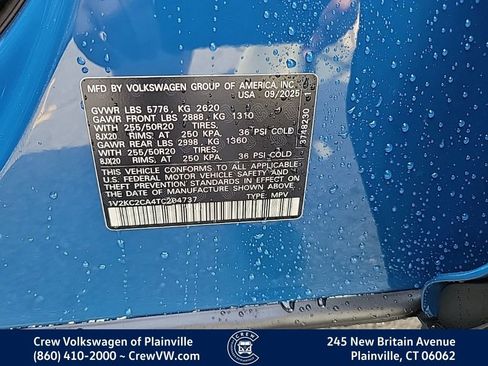 MFD BY VOLKSWAGEN GROUP OF AMERICA, INC.
USA 09/2025
GVWR LBS 5776, KG 2620
GAWR FRONT LBS 2888, KG 1310
WITH 255/50R20 TIRES,
8JX20 RIMS, AT 250 KPA, 36 PSI COLD
GAWR REAR LBS 2998, KG 1360
WITH 255/50R20 TIRES,
8JX20 RIMS, AT 250 KPA, 36 PSI COLD
THIS VEHICLE CONFORMS TO ALL APPLICABLE
U.S. FEDERAL MOTOR VEHICLE SAFETY
AND THEFT PREVENTION STANDARDS IN EFFECT ON
THE DATE OF MANUFACTURE SHOWN ABOVE
1V2KC2CA4TC204737 TYPE: MPV
3748230 1
Crew Volkswagen of Plainville
(860) 410-2000 ~ CrewVW.com
CREW
245 New Britain Avenue
Plainville, CT 06062